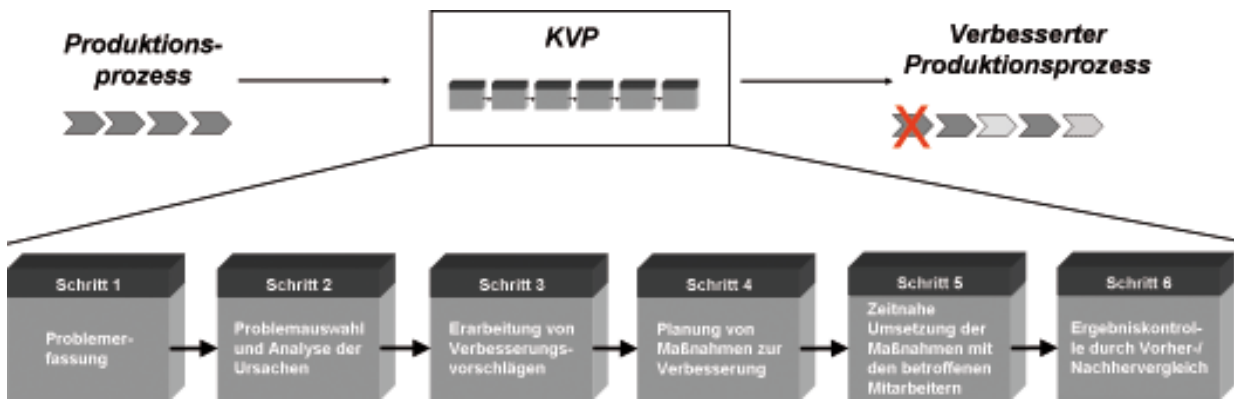 Produktions-
prozess
KVP
Verbesserter
Produktionsprozess
Schritt 1
Problemer-
fassung
Schritt 2
Problemauswahl
und Analyse der
Ursachen
Schritt 3
Erarbeitung von
Verbesserungs-
vorschlägen
Schritt 4
Planung von
Maßnahmen zur
Verbesserung
Schritt 5
Zeitnahe
Umsetzung der
Maßnahmen mit
den betroffenen
Mitarbeitern
Schritt 6
Ergebniskontrol-
le durch Vorher-/
Nachhervergleich